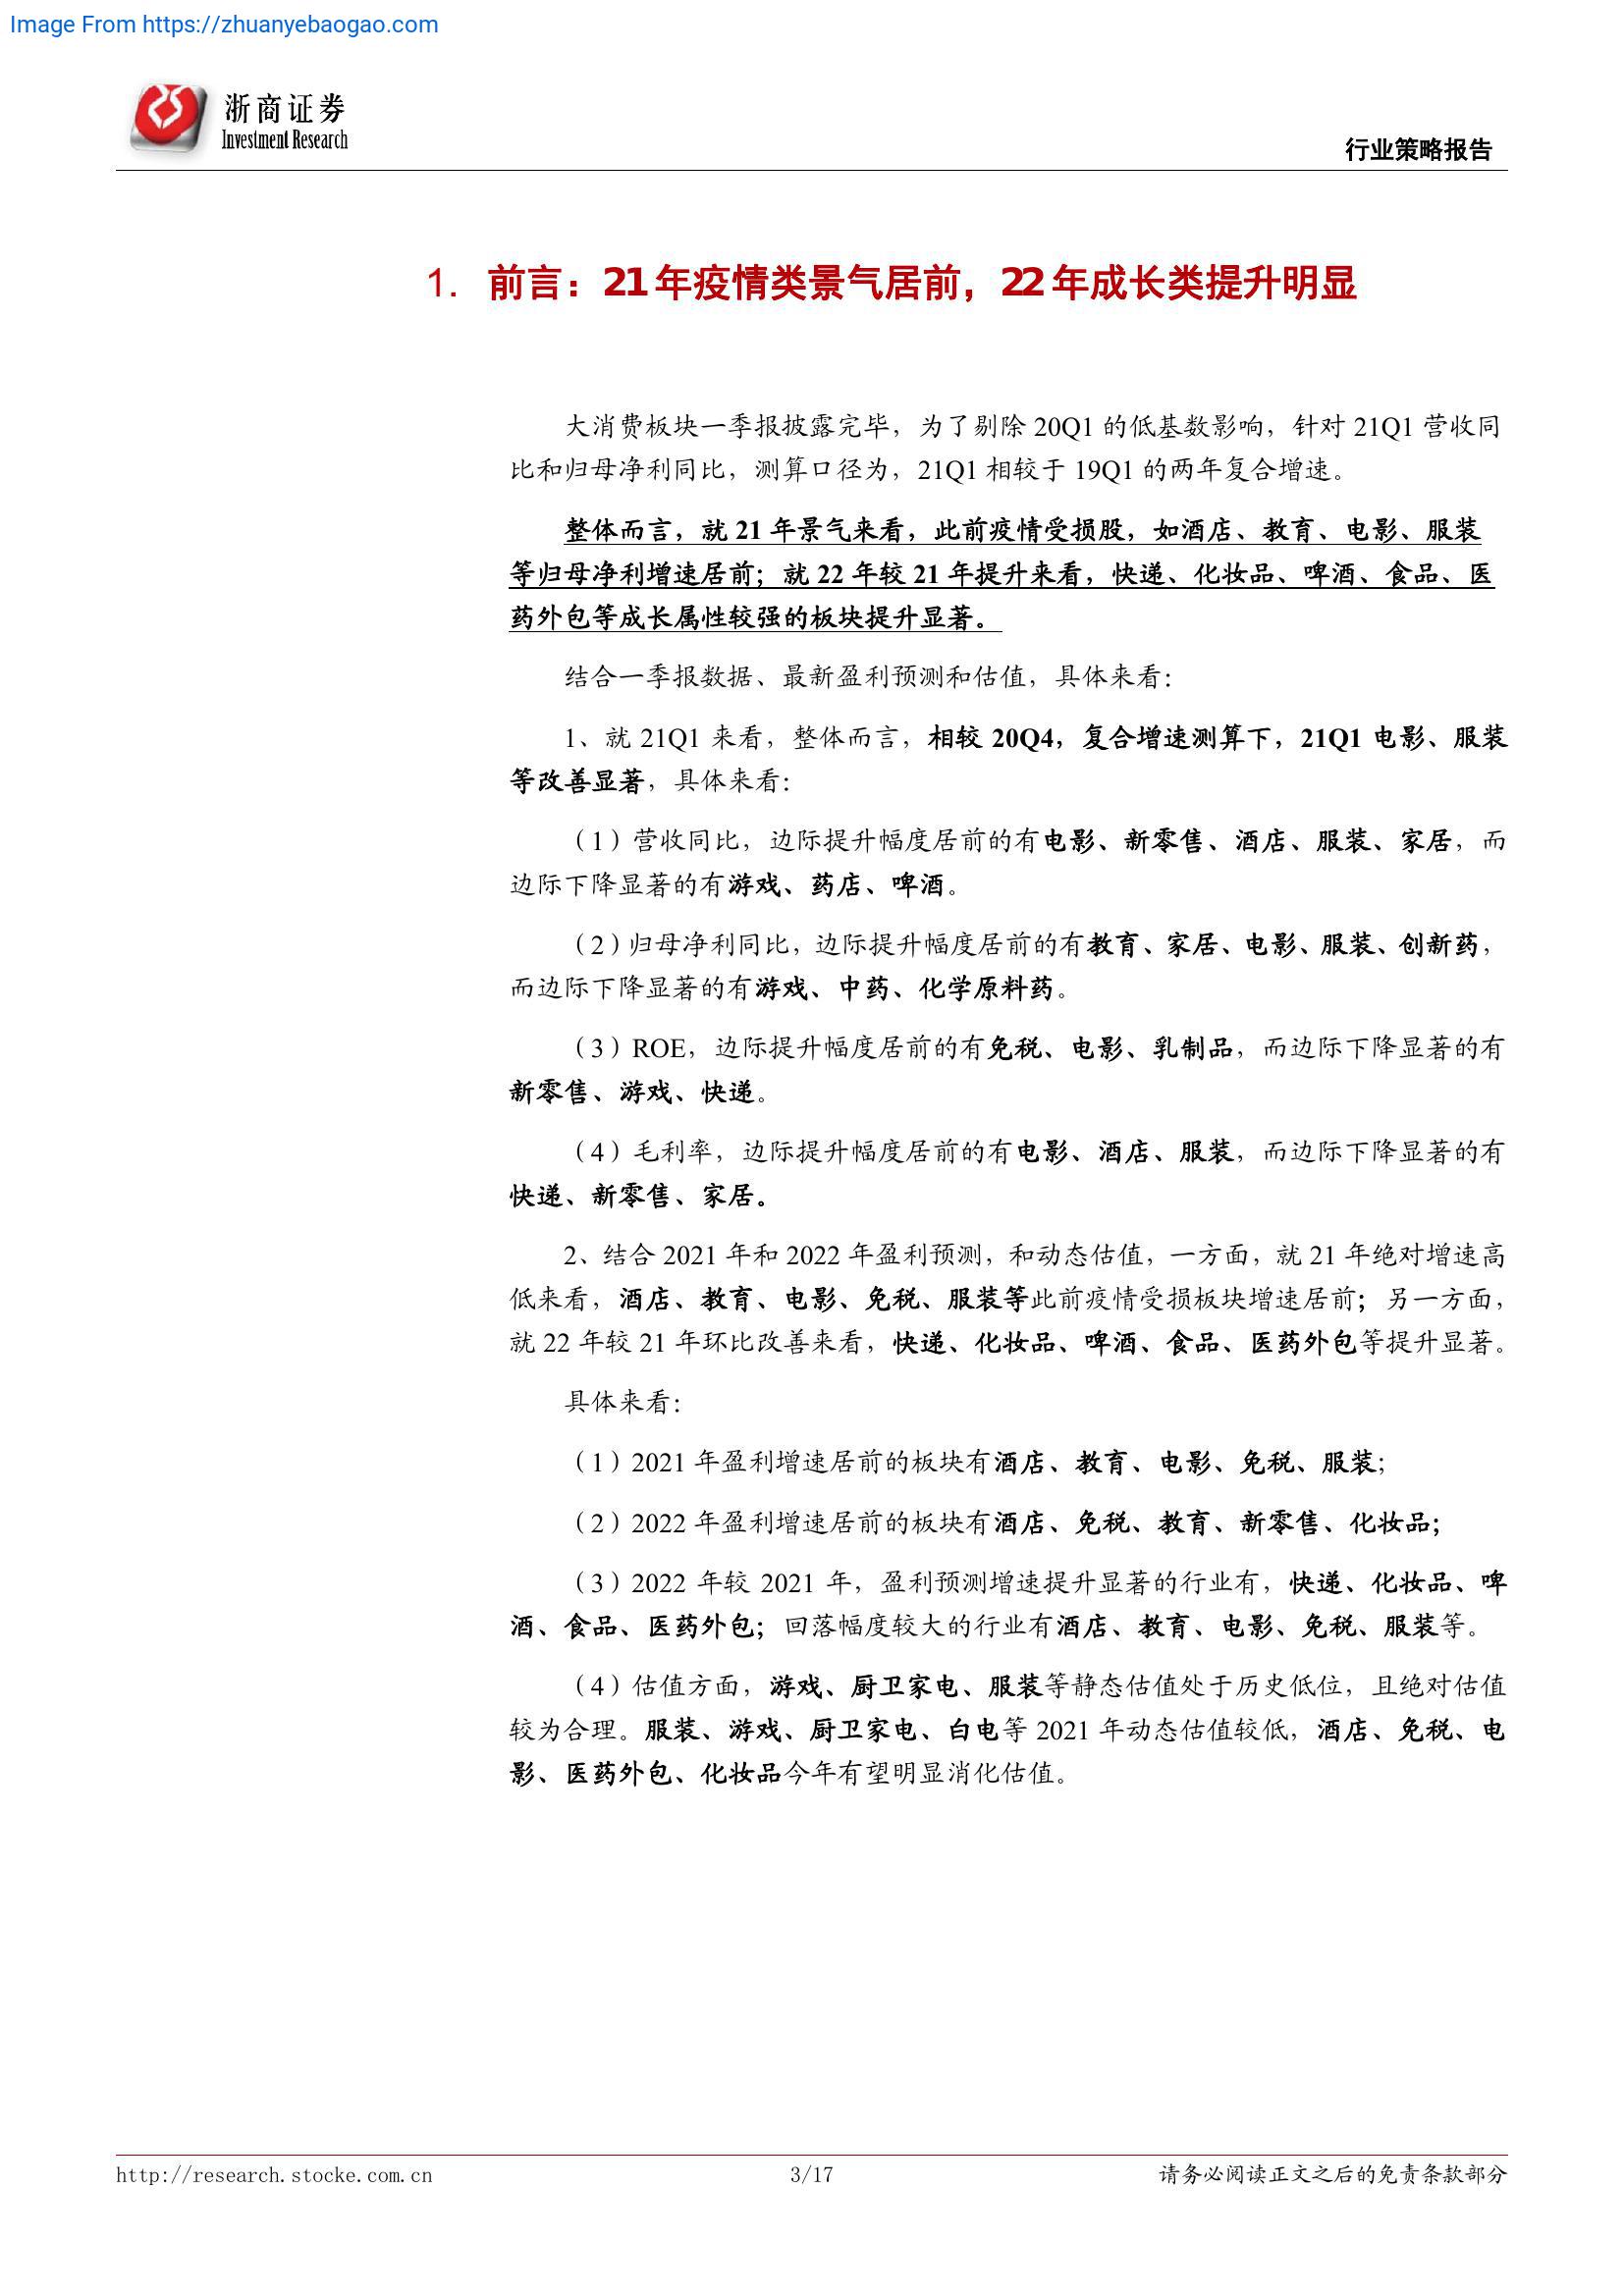 Image From https://zhuanyebaogao.com
浙商证券
Investment Research
行业策略报告
1. 前言：21年疫情类景气居前，22年成长类提升明显
大消费板块一季报披露完毕，为了剔除 20Q1 的低基数影响，针对 21Q1 营收同
比和归母净利同比，测算口径为，21Q1 相较于 19Q1 的两年复合增速。
整体而言，就 21 年景气来看，此前疫情受损股，如酒店、教育、电影、服装
等归母净利增速居前；就 22 年较 21 年提升来看，快递、化妆品、啤酒、食品、医
药外包等成长属性较强的板块提升显著。
结合一季报数据、最新盈利预测和估值，具体来看：
1、就 21Q1 来看，整体而言，相较 20Q4，复合增速测算下，21Q1 电影、服装
等改善显著，具体来看：
（1）营收同比，边际提升幅度居前的有电影、新零售、酒店、服装、家居，而
边际下降显著的有游戏、药店、啤酒。
（2）归母净利同比，边际提升幅度居前的有教育、家居、电影、服装、创新药，
而边际下降显著的有游戏、中药、化学原料药。
（3）ROE，边际提升幅度居前的有免税、电影、乳制品，而边际下降显著的有
新零售、游戏、快递。
（4）毛利率，边际提升幅度居前的有电影、酒店、服装，而边际下降显著的有
快递、新零售、家居。
2、结合 2021 年和 2022 年盈利预测，和动态估值，一方面，就 21 年绝对增速高
低来看，酒店、教育、电影、免税、服装等此前疫情受损板块增速居前；另一方面，
就 22 年较 21 年环比改善来看，快递、化妆品、啤酒、食品、医药外包等提升显著。
具体来看：
（1）2021 年盈利增速居前的板块有酒店、教育、电影、免税、服装；
（2）2022 年盈利增速居前的板块有酒店、免税、教育、新零售、化妆品；
（3）2022 年较 2021 年，盈利预测增速提升显著的行业有，快递、化妆品、啤
酒、食品、医药外包；回落幅度较大的行业有酒店、教育、电影、免税、服装等。
（4）估值方面，游戏、厨卫家电、服装等静态估值处于历史低位，且绝对估值
较为合理。服装、游戏、厨卫家电、白电等 2021 年动态估值较低，酒店、免税、电
影、医药外包、化妆品今年有望明显消化估值。
http://research.stocke.com.cn
3/17
请务必阅读正文之后的免责条款部分